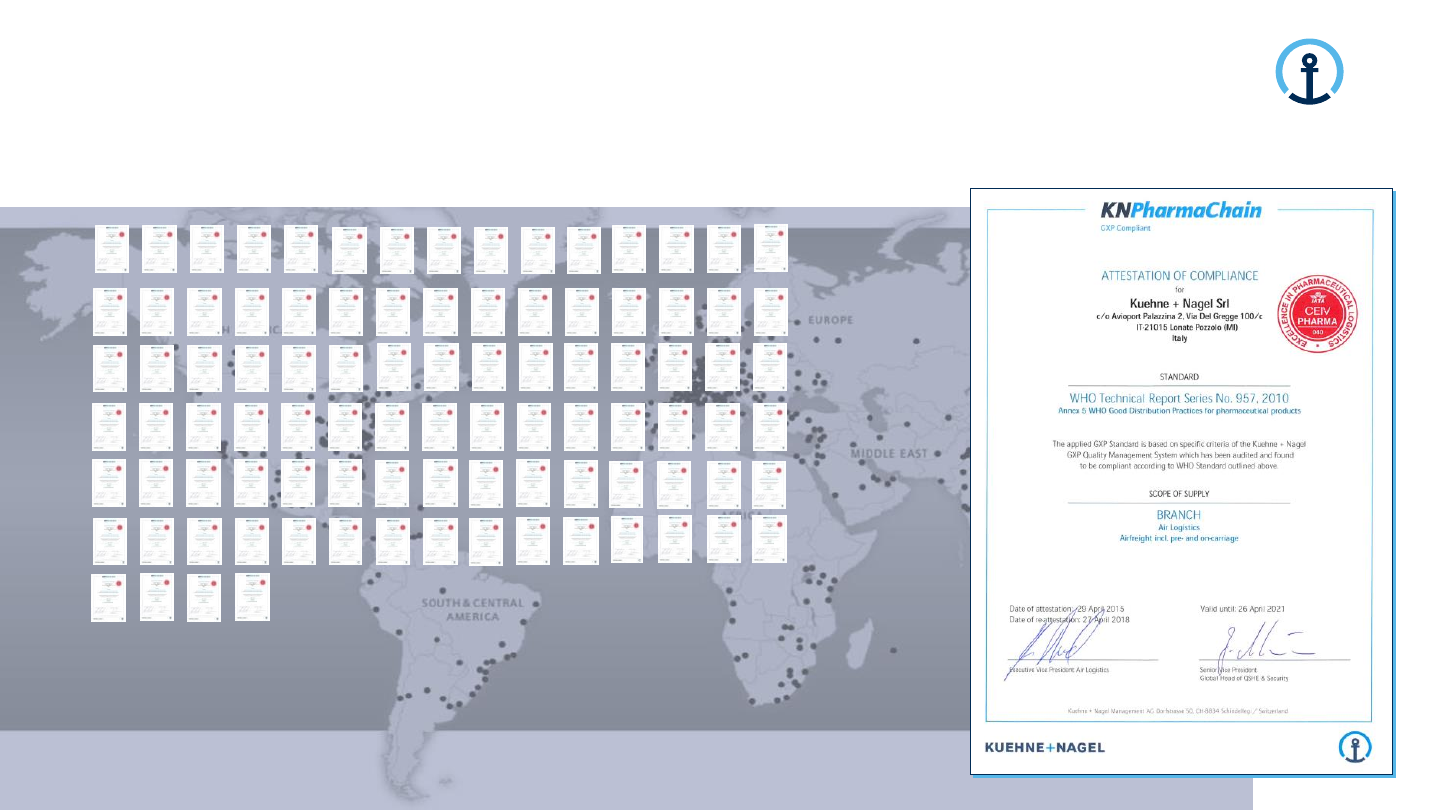 EUROPE
MIDDLE EAST
SOUTH & CENTRAL
AMERICA
KNPharmaChain
GXP Compliant
ATTESTATION OF COMPLIANCE
for
Kuehne + Nagel Srl
c/o Avioport Palazzina 2, Via Del Gregge 100/c
IT-21015 Lonate Pozzolo (MI)
Italy
EXCELLENCE IN PHARMACEUTICAL LOGISTICS
IATA
CEIV
PHARMA
040
STANDARD
WHO Technical Report Series No. 957, 2010
Annex 5 WHO Good Distribution Practices for pharmaceutical products
The applied GXP Standard is based on specific criteria of the Kuehne + Nagel
GXP Quality Management System which has been audited and found
to be compliant according to WHO Standard outlined above.
SCOPE OF SUPPLY
BRANCH
Air Logistics
Airfreight incl. pre- and on-carriage
Date of attestation: 29 April 2015
Valid until: 26 April 2021
Date of re-attestation: 27 April 2018
Executive Vice President Air Logistics
Senior Vice President
Global Head of QSHE & Security
Kuehne + Nagel Management AG, 50, CH-8834 Schindellegi / Switzerland
KUEHNE+NAGEL